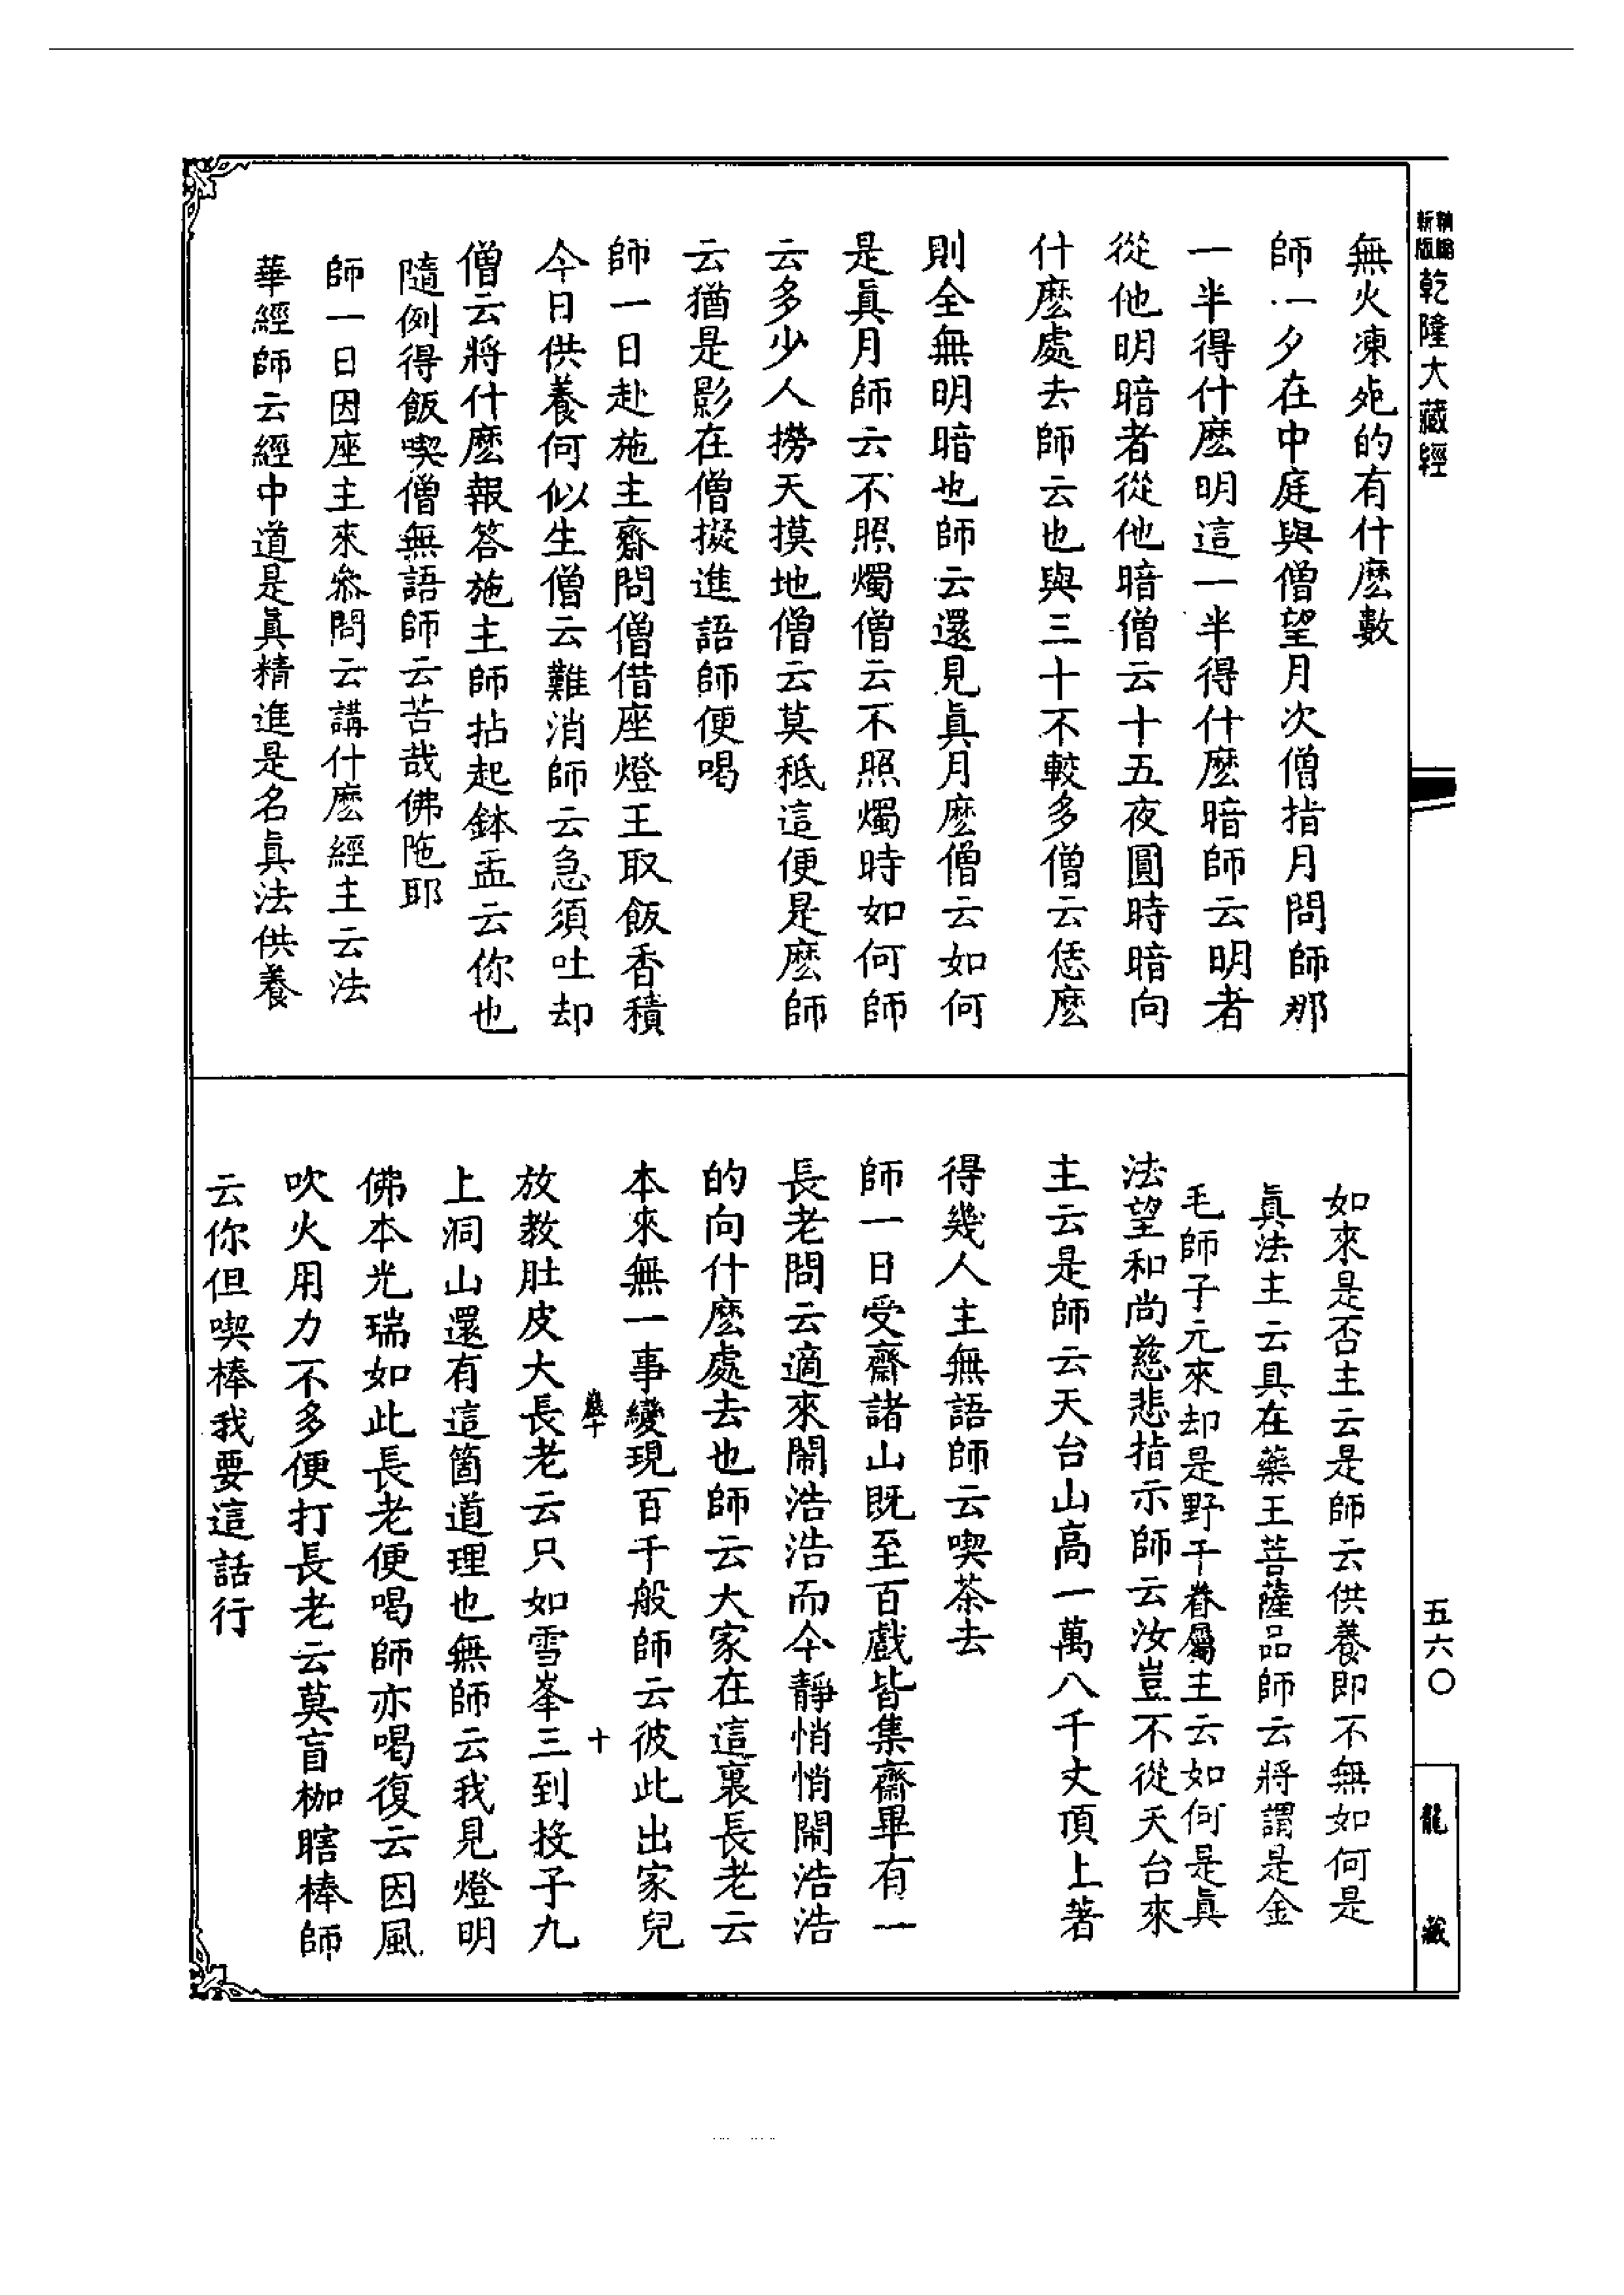 新版精縮乾隆大藏經
無火凍死的有什麽數
師一夕在中庭與僧望月次僧指月問師那
一半得什麽明這一半得什麽暗師云明者
從他明暗者從他暗僧云十五夜圓時暗向
什麽處去師云也與三十不較多僧云恁麽
則全無明暗也師云還見眞月麽僧云如何
是眞月師云不照燭僧云不照燭時如何師
云多少人撈天摸地僧云莫秪這便是麽師
云猶是影在僧擬進語師便喝
師一日赴施主齋問僧借座燈王取飯香積
今日供養何似生僧云難消師云急須吐却
僧云將什麽報答施主師拈起鉢盂云你也
隨例得飯喫僧無語師云苦哉佛陁耶
師一日因座主來叅問云講什麽經主云法
華經師云經中道是眞精進是名眞法供養
如來是否主云是師云供養即不無如何是
眞法主云具在藥王菩薩品師云將謂是金
毛師子元來却是野干眷屬主云如何是眞
法望和尚慈悲指示師云汝豈不從天台來
主云是師云天台山高一萬八千丈頂上著
得幾人主無語師云喫茶去
師一日受齋諸山既至百戲皆集齋畢有一
長老問云適來閙浩浩而今靜悄悄閙浩浩
的向什麽處去也師云大家在這裏長老云
本來無一事變現百千般師云彼此出家兒
十
放教肚皮大長老云只如雪峯三到投子九
上洞山還有這箇道理也無師云我見燈明
佛本光瑞如此長老便喝師亦喝復云因風
吹火用力不多便打長老云莫盲枷瞎棒師
云你但喫棒我要這話行
五六〇
龍藏